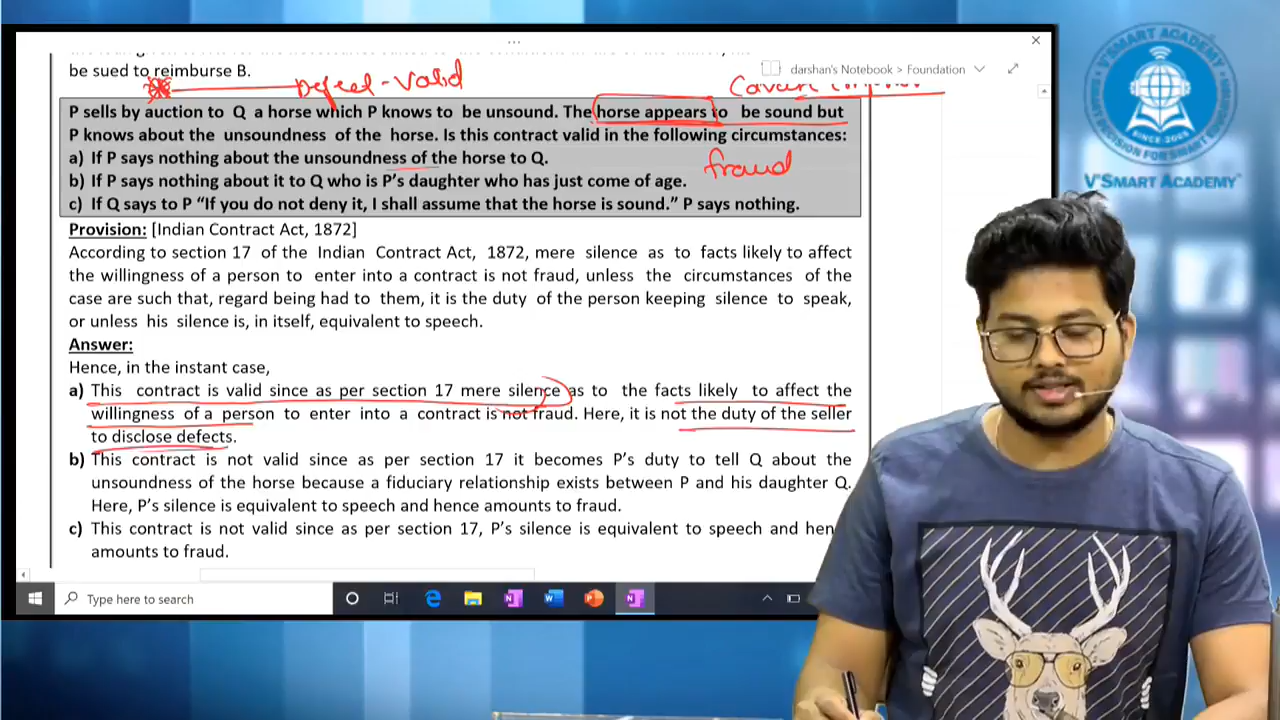 be sued to reimburse B.
Defect - Valid
darshan's Notebook > Foundation
P sells by auction to Q a horse which P knows to be unsound. The horse appears to be sound but
P knows about the unsoundness of the horse. Is this contract valid in the following circumstances:
a) If P says nothing about the unsoundness of the horse to Q.
fraud
b) If P says nothing about it to Q who is P's daughter who has just come of age.
c) If Q says to P "If you do not deny it, I shall assume that the horse is sound." P says nothing.
Provision: [Indian Contract Act, 1872]
According to section 17 of the Indian Contract Act, 1872, mere silence as to facts likely to affect
the willingness of a person to enter into a contract is not fraud, unless the circumstances of the
case are such that, regard being had to them, it is the duty of the person keeping silence to speak,
or unless his silence is, in itself, equivalent to speech.
Answer:
Hence, in the instant case,
a) This contract is valid since as per section 17 mere silence as to the facts likely to affect the
willingness of a person to enter into a contract is not fraud. Here, it is not the duty of the seller
to disclose defects.
b) This contract is not valid since as per section 17 it becomes P's duty to tell Q about the
unsoundness of the horse because a fiduciary relationship exists between P and his daughter Q.
Here, P's silence is equivalent to speech and hence amounts to fraud.
c) This contract is not valid since as per section 17, P's silence is equivalent to speech and hen
amounts to fraud.
Type here to search
V'SMART ACADEMY
SINCE 2005
V'SMART ACADEMY